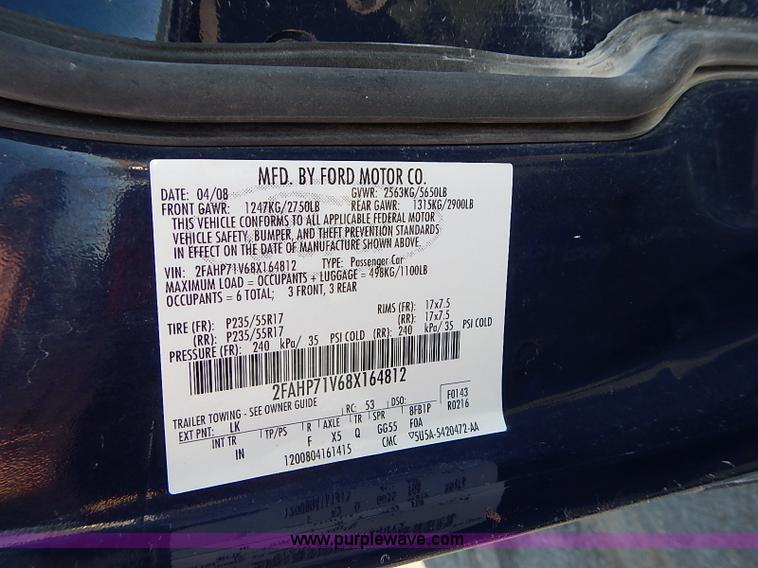 MFD. BY FORD MOTOR CO.
DATE: 04/08 GVWR: 2563KG/5650LB
FRONT GAWR: 1247KG/2750LB REAR GAWR: 1315KG/2900LB
THIS VEHICLE CONFORMS TO ALL APPLICABLE FEDERAL MOTOR
VEHICLE SAFETY, BUMPER, AND THEFT PREVENTION STANDARDS
IN EFFECT ON THE DATE OF MANUFACTURE SHOWN ABOVE.
VIN: 2FAHP71V68X164812 TYPE: Passenger Car
MAXIMUM LOAD = OCCUPANTS + LUGGAGE = 498KG/1100LB
OCCUPANTS = 6 TOTAL; 3 FRONT, 3 REAR
TIRE (FR): P235/55R17 RIMS (FR): 17x7.5
(RR): P235/55R17 (RR): 17x7.5
PRESSURE (FR): 240 kPa/ 35 PSI COLD (RR): 240 kPa/ 35 PSI COLD
2FAHP71V68X164812
TRAILER TOWING - SEE OWNER GUIDE RC: 53 DSO: F0143
EXT PNT: LK R AXLE TR SPR 8FB1P R0216
INT TR TP/PS F X5 Q GG55 F0A
IN 1200804161415 CMC ▽5U5A-5420472-AA
www.purplewave.com